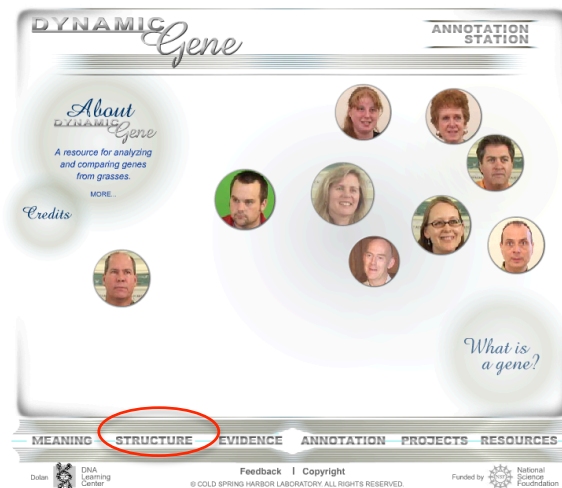 DYNAMIC Gene
ANNOTATION
STATION
About
DYNAMIC Gene
A resource for analyzing
and comparing genes
from grasses.
MORE...
Credits
What is
a gene?
MEANING STRUCTURE EVIDENCE ANNOTATION PROJECTS RESOURCES
Dolan DNA
Learning
Center
Feedback | Copyright
© COLD SPRING HARBOR LABORATORY. ALL RIGHTS RESERVED.
Funded by National
Science
Foundation